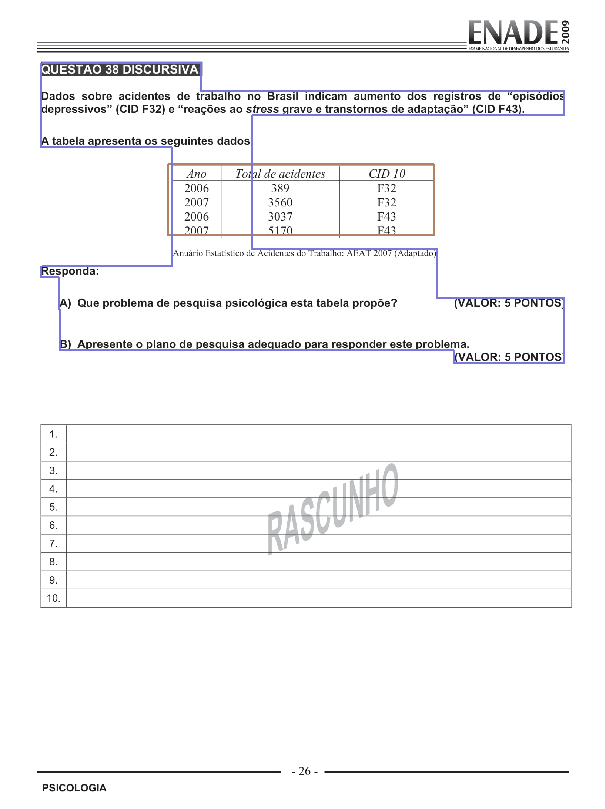 ENADE 2009
EXAME NACIONAL DE DESEMPENHO DOS ESTUDANTES
QUESTÃO 38 DISCURSIVA
Dados sobre acidentes de trabalho no Brasil indicam aumento dos registros de “episódios
depressivos” (CID F32) e “reações ao stress grave e transtornos de adaptação” (CID F43).
A tabela apresenta os seguintes dados
Ano Total de acidentes CID 10
2006 389 F32
2007 3560 F32
2006 3037 F43
2007 5170 F43
Anuário Estatístico de Acidentes do Trabalho: AEAT 2007 (Adaptado)
Responda:
A) Que problema de pesquisa psicológica esta tabela propõe? (VALOR: 5 PONTOS)
B) Apresente o plano de pesquisa adequado para responder este problema.
(VALOR: 5 PONTOS)
1.
2.
3.
4.
5.
6.
7.
8.
9.
10.
RASCUNHO
- 26 -
PSICOLOGIA